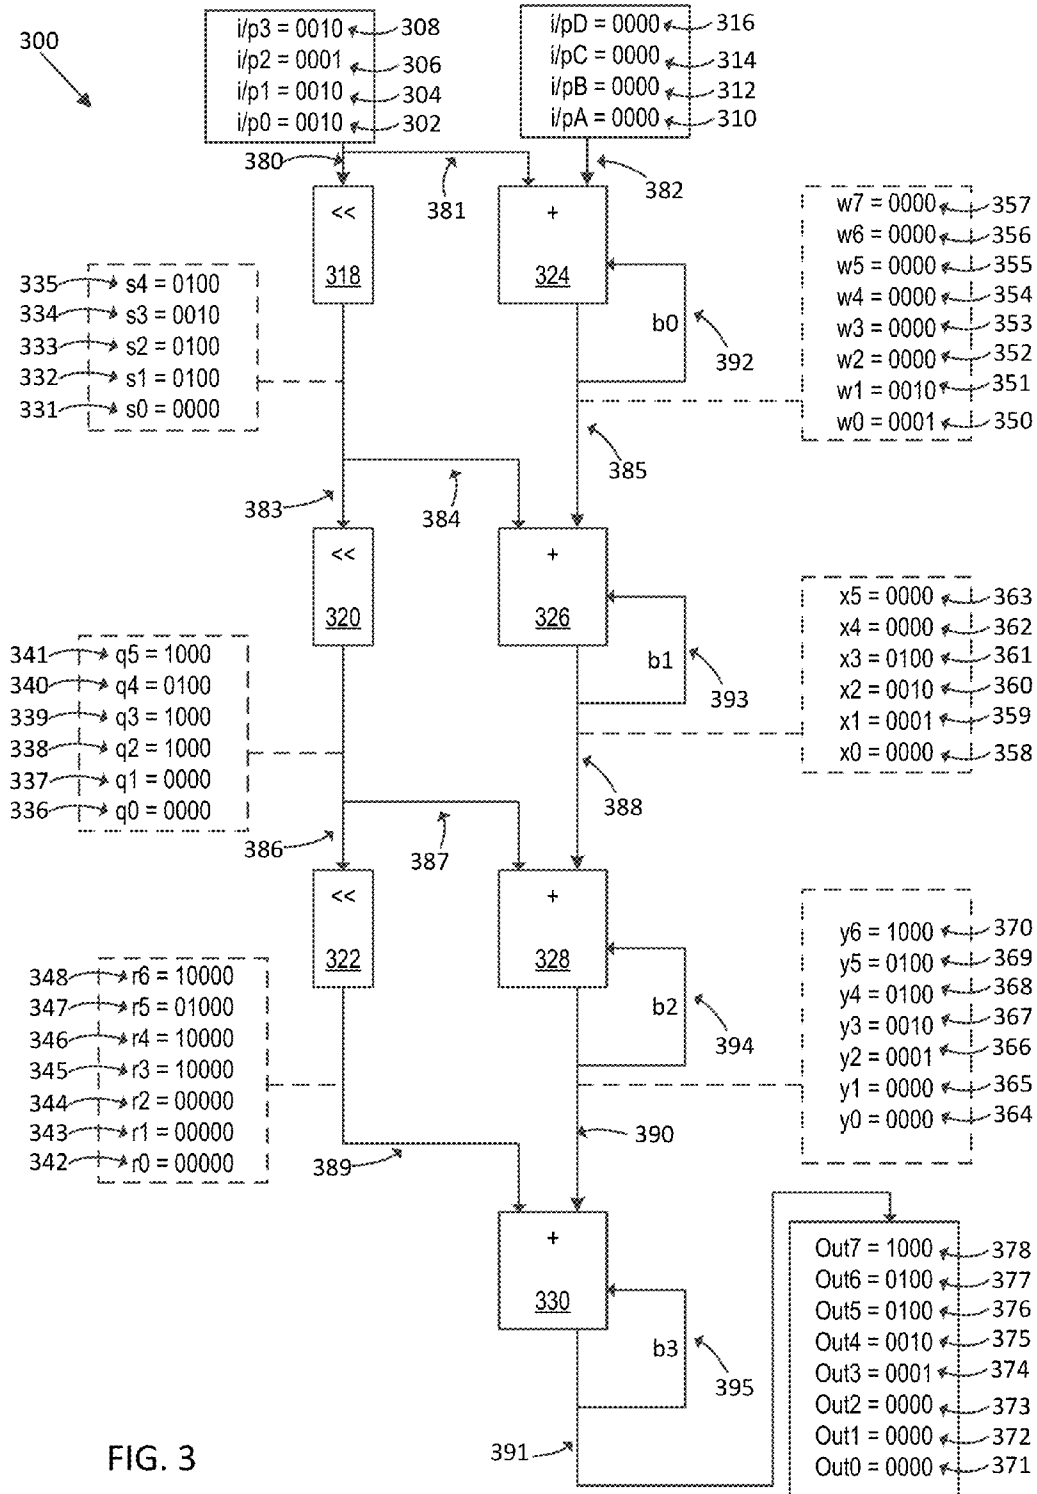 300
i/p3 = 0010 308
i/p2 = 0001 306
i/p1 = 0010 304
i/p0 = 0010 302
i/pD = 0000 316
i/pC = 0000 314
i/pB = 0000 312
i/pA = 0000 310
380
381
382
<<
318
+
324
b0
392
335 s4 = 0100
334 s3 = 0010
333 s2 = 0100
332 s1 = 0100
331 s0 = 0000
w7 = 0000 357
w6 = 0000 356
w5 = 0000 355
w4 = 0000 354
w3 = 0000 353
w2 = 0000 352
w1 = 0010 351
w0 = 0001 350
383
384
385
<<
320
+
326
b1
393
341 q5 = 1000
340 q4 = 0100
339 q3 = 1000
338 q2 = 1000
337 q1 = 0000
336 q0 = 0000
x5 = 0000 363
x4 = 0000 362
x3 = 0100 361
x2 = 0010 360
x1 = 0001 359
x0 = 0000 358
386
387
388
<<
322
+
328
b2
394
348 r6 = 10000
347 r5 = 01000
346 r4 = 10000
345 r3 = 10000
344 r2 = 00000
343 r1 = 00000
342 r0 = 00000
y6 = 1000 370
y5 = 0100 369
y4 = 0100 368
y3 = 0010 367
y2 = 0001 366
y1 = 0000 365
y0 = 0000 364
389
390
+
330
b3
395
391
Out7 = 1000 378
Out6 = 0100 377
Out5 = 0100 376
Out4 = 0010 375
Out3 = 0001 374
Out2 = 0000 373
Out1 = 0000 372
Out0 = 0000 371
FIG. 3